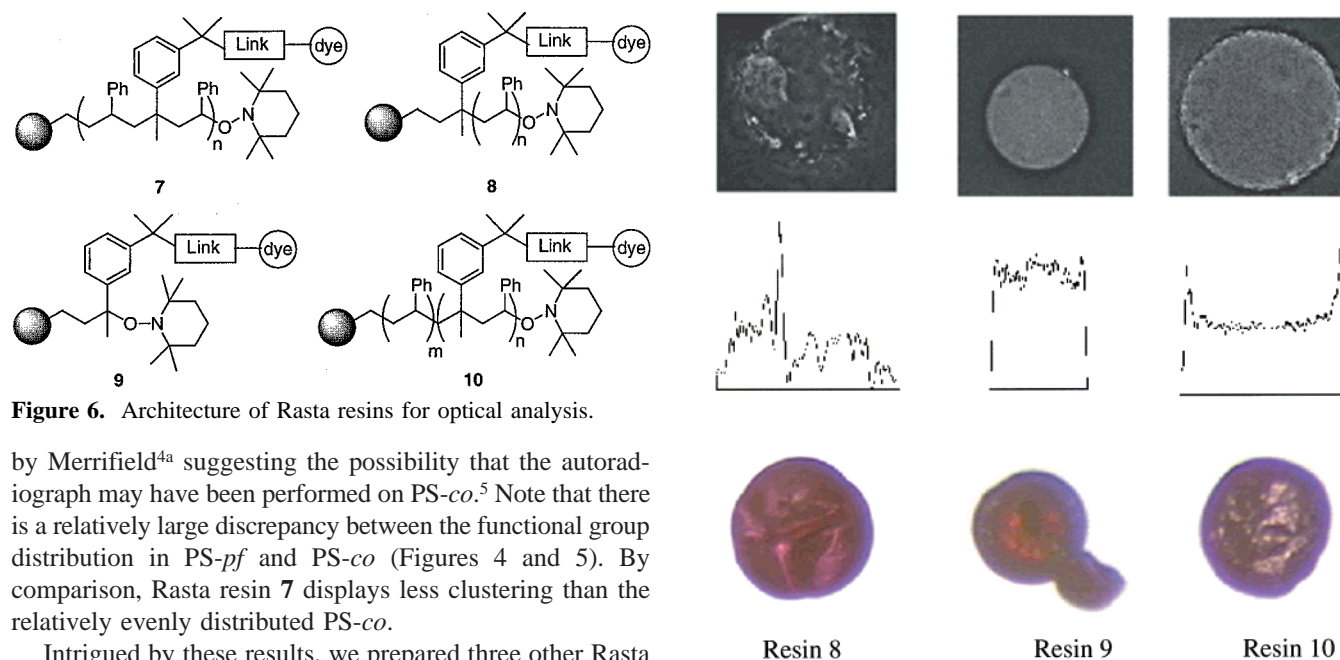 Link
dye
Ph
Ph
O
N
n
7
Link
dye
Ph
O
N
n
8
Link
dye
O
N
9
Link
dye
Ph
Ph
O
N
m
n
10
Figure 6. Architecture of Rasta resins for optical analysis.
by Merrifield4a suggesting the possibility that the autorad-
iograph may have been performed on PS-co.5 Note that there
is a relatively large discrepancy between the functional group
distribution in PS-pf and PS-co (Figures 4 and 5). By
comparison, Rasta resin 7 displays less clustering than the
relatively evenly distributed PS-co.
Intrigued by these results, we prepared three other Rasta
Resin 8
Resin 9
Resin 10